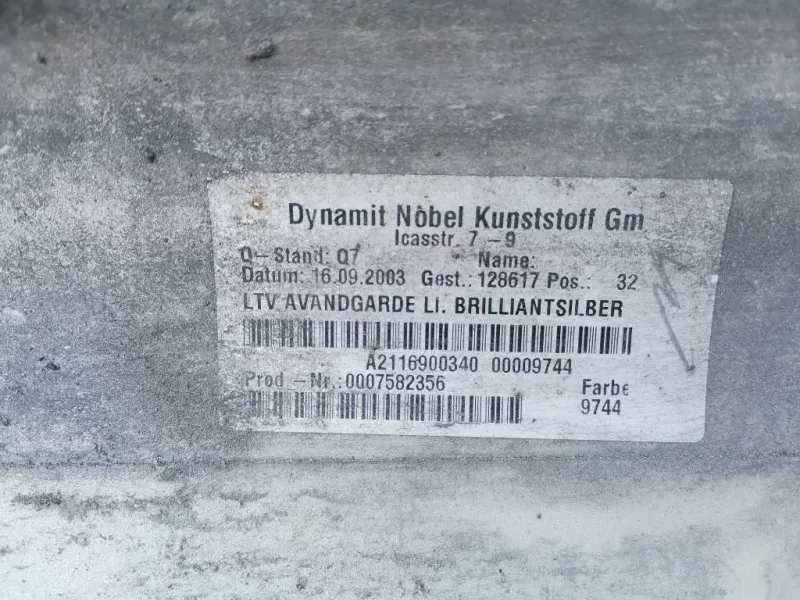 Dynamit Nobel Kunststoff Gm
Icasstr. 7-9
Q-Stand: Q7 Name:
Datum: 16.09.2003 Gest.: 128617 Pos.: 32
LTV AVANDGARDE LI. BRILLIANTSILBER
A2116900340 00009744
Prod -Nr.:0007582356 Farbe
9744